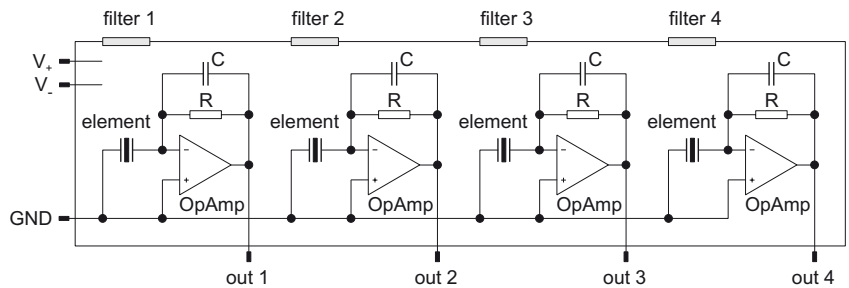 filter 1 filter 2 filter 3 filter 4
V+
V-
C C C C
R R R R
element element element element
- - - -
+ + + +
OpAmp OpAmp OpAmp OpAmp
GND
out 1 out 2 out 3 out 4